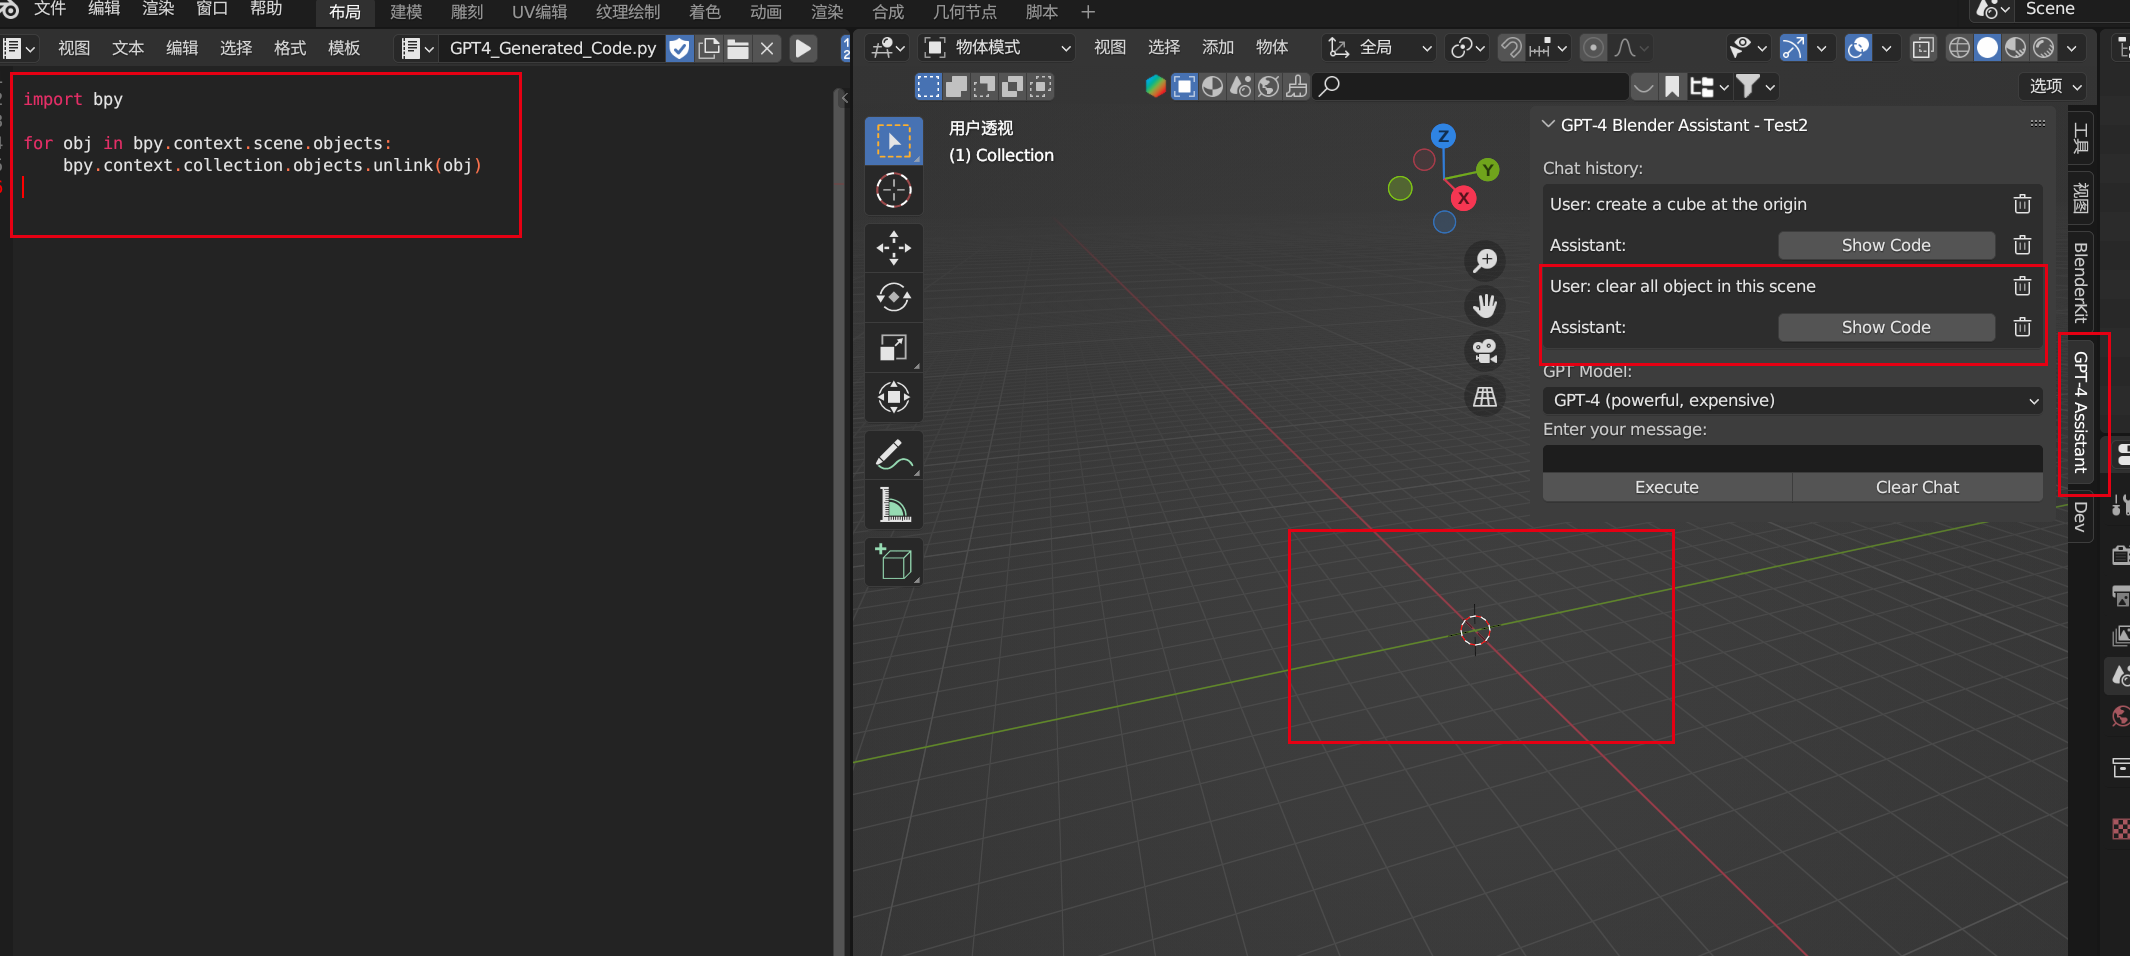 文件 编辑 渲染 窗口 帮助 布局 建模 雕刻 UV编辑 纹理绘制 着色 动画 渲染 合成 几何节点 脚本 + Scene
视图 文本 编辑 选择 格式 模板 GPT4_Generated_Code.py
物体模式 视图 选择 添加 物体 全局
选项
import bpy
for obj in bpy.context.scene.objects:
bpy.context.collection.objects.unlink(obj)
用户透视
(1) Collection
Z
Y
X
GPT-4 Blender Assistant - Test2
Chat history:
User: create a cube at the origin
Assistant: Show Code
User: clear all object in this scene
Assistant: Show Code
GPT Model:
GPT-4 (powerful, expensive)
Enter your message:
Execute Clear Chat
工具
视图
BlenderKit
GPT-4 Assistant
Dev